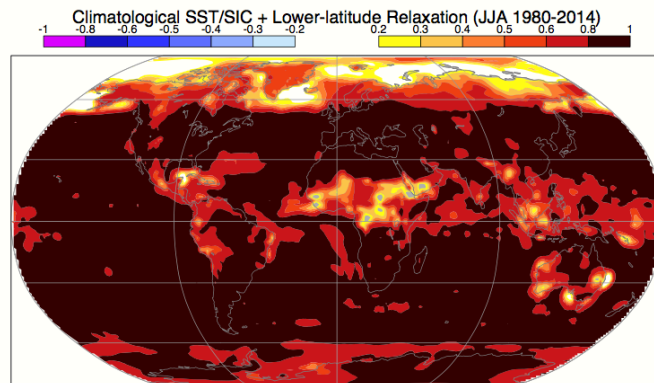 Climatological SST/SIC + Lower-latitude Relaxation (JJA 1980-2014)
-1 -0.8 -0.6 -0.5 -0.4 -0.3 -0.2 0.2 0.3 0.4 0.5 0.6 0.8 1